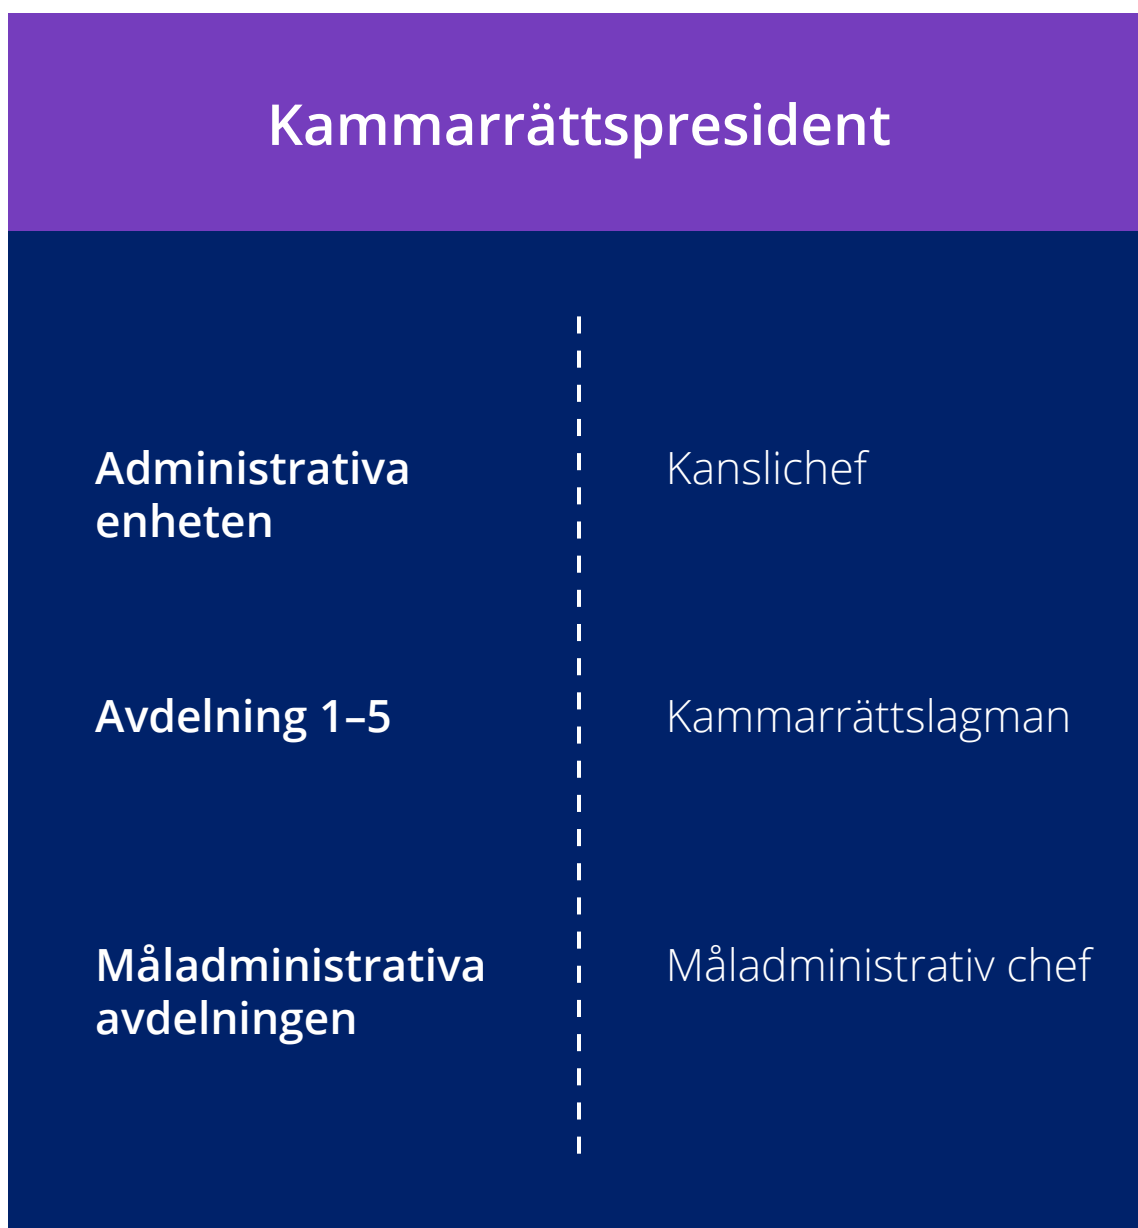 Kammarrättspresident
Administrativa
enheten
Kanslichef
Avdelning 1–5
Kammarrättslagman
Måladministrativa
avdelningen
Måladministrativ chef